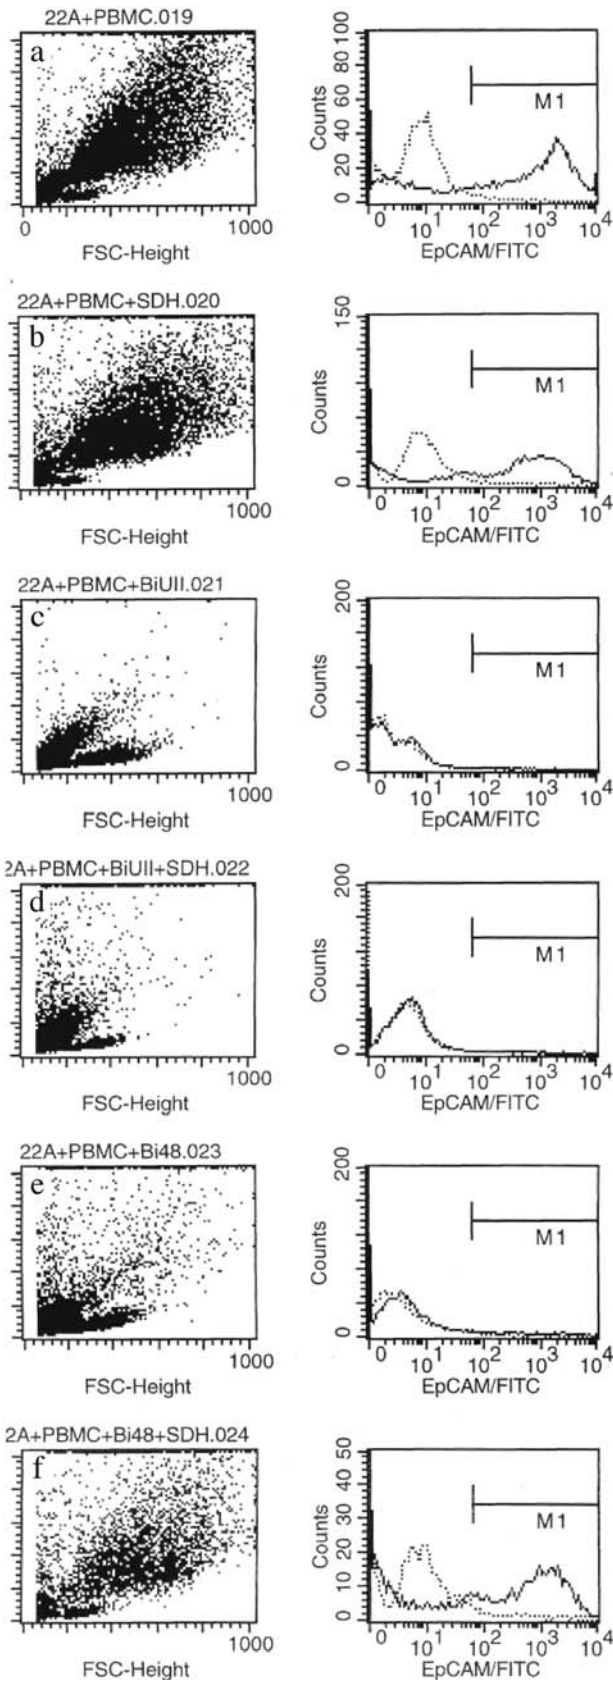 22A+PBMC.019
a
0 1000
FSC-Height
Counts
100
80
60
40
20
0
M1
0 10^1 10^2 10^3 10^4
EpCAM/FITC
22A+PBMC+SDH.020
b
1000
FSC-Height
Counts
150
0
M1
10^1 10^2 10^3 10^4
EpCAM/FITC
22A+PBMC+BiUII.021
c
1000
FSC-Height
Counts
200
0
M1
0 10^1 10^2 10^3 10^4
EpCAM/FITC
2A+PBMC+BiUII+SDH.022
d
1000
FSC-Height
Counts
200
0
M1
0 10^1 10^2 10^3 10^4
EpCAM/FITC
22A+PBMC+Bi48.023
e
1000
FSC-Height
Counts
200
0
M1
0 10^1 10^2 10^3 10^4
EpCAM/FITC
2A+PBMC+Bi48+SDH.024
f
1000
FSC-Height
Counts
50
40
30
20
10
0
M1
0 10^1 10^2 10^3 10^4
EpCAM/FITC